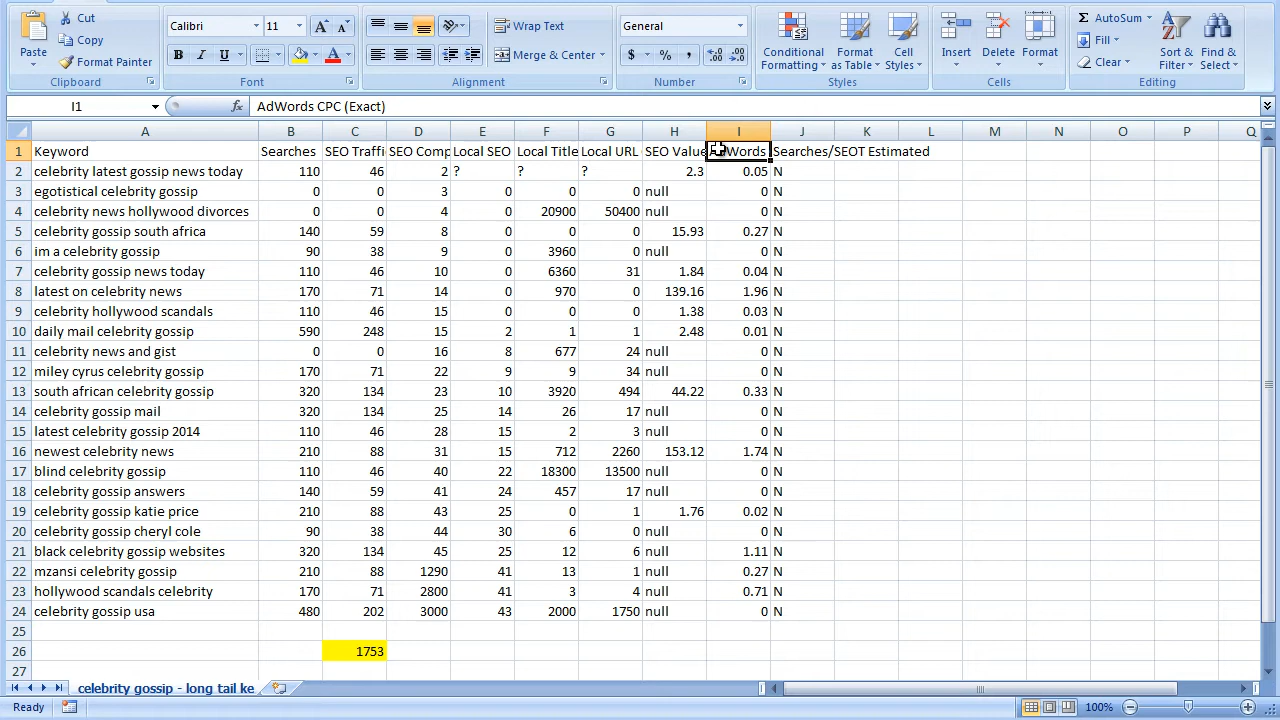 Cut
Copy
Paste
Format Painter
Clipboard
Calibri 11 A A
B I U A
Font
Wrap Text
Merge & Center
Alignment
General
$ % , .0 .00 .00 .0
Number
Conditional Formatting Format as Table Cell Styles
Styles
Insert Delete Format
Cells
Σ AutoSum
Fill
Clear
Sort & Filter Find & Select
Editing
I1 fx AdWords CPC (Exact)
A B C D E F G H I J K L M N O P Q
1 Keyword Searches SEO Traffi SEO Comp Local SEO Local Title Local URL SEO Value AdWords Searches/SEOT Estimated
2 celebrity latest gossip news today 110 46 2 ? ? ? 2.3 0.05 N
3 egotistical celebrity gossip 0 0 3 0 0 0 null 0 N
4 celebrity news hollywood divorces 0 0 4 0 20900 50400 null 0 N
5 celebrity gossip south africa 140 59 8 0 0 0 15.93 0.27 N
6 im a celebrity gossip 90 38 9 0 3960 0 null 0 N
7 celebrity gossip news today 110 46 10 0 6360 31 1.84 0.04 N
8 latest on celebrity news 170 71 14 0 970 0 139.16 1.96 N
9 celebrity hollywood scandals 110 46 15 0 0 0 1.38 0.03 N
10 daily mail celebrity gossip 590 248 15 2 1 1 2.48 0.01 N
11 celebrity news and gist 0 0 16 8 677 24 null 0 N
12 miley cyrus celebrity gossip 170 71 22 9 9 34 null 0 N
13 south african celebrity gossip 320 134 23 10 3920 494 44.22 0.33 N
14 celebrity gossip mail 320 134 25 14 26 17 null 0 N
15 latest celebrity gossip 2014 110 46 28 15 2 3 null 0 N
16 newest celebrity news 210 88 31 15 712 2260 153.12 1.74 N
17 blind celebrity gossip 110 46 40 22 18300 13500 null 0 N
18 celebrity gossip answers 140 59 41 24 457 17 null 0 N
19 celebrity gossip katie price 210 88 43 25 0 1 1.76 0.02 N
20 celebrity gossip cheryl cole 90 38 44 30 6 0 null 0 N
21 black celebrity gossip websites 320 134 45 25 12 6 null 1.11 N
22 mzansi celebrity gossip 210 88 1290 41 13 1 null 0.27 N
23 hollywood scandals celebrity 170 71 2800 41 3 4 null 0.71 N
24 celebrity gossip usa 480 202 3000 43 2000 1750 null 0 N
25
26 1753
27
celebrity gossip - long tail ke
Ready 100%